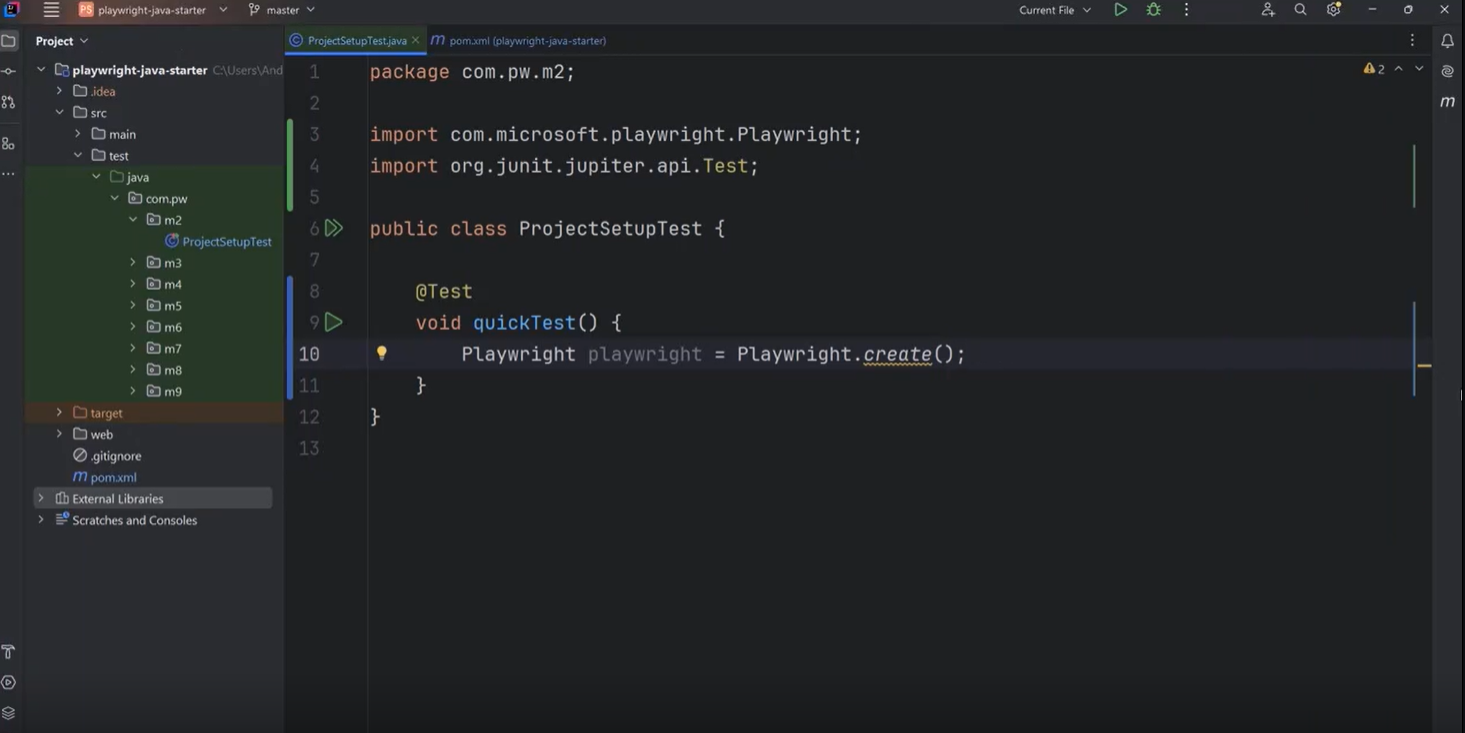 PS playwright-java-starter master Current File
Project
playwright-java-starter C:\Users\And
.idea
src
main
test
java
com.pw
m2
ProjectSetupTest
m3
m4
m5
m6
m7
m8
m9
target
web
.gitignore
m pom.xml
External Libraries
Scratches and Consoles
ProjectSetupTest.java m pom.xml (playwright-java-starter)
2
1 package com.pw.m2;
2
3 import com.microsoft.playwright.Playwright;
4 import org.junit.jupiter.api.Test;
5
6 public class ProjectSetupTest {
7
8 @Test
9 void quickTest() {
10 Playwright playwright = Playwright.create();
11 }
12 }
13
m